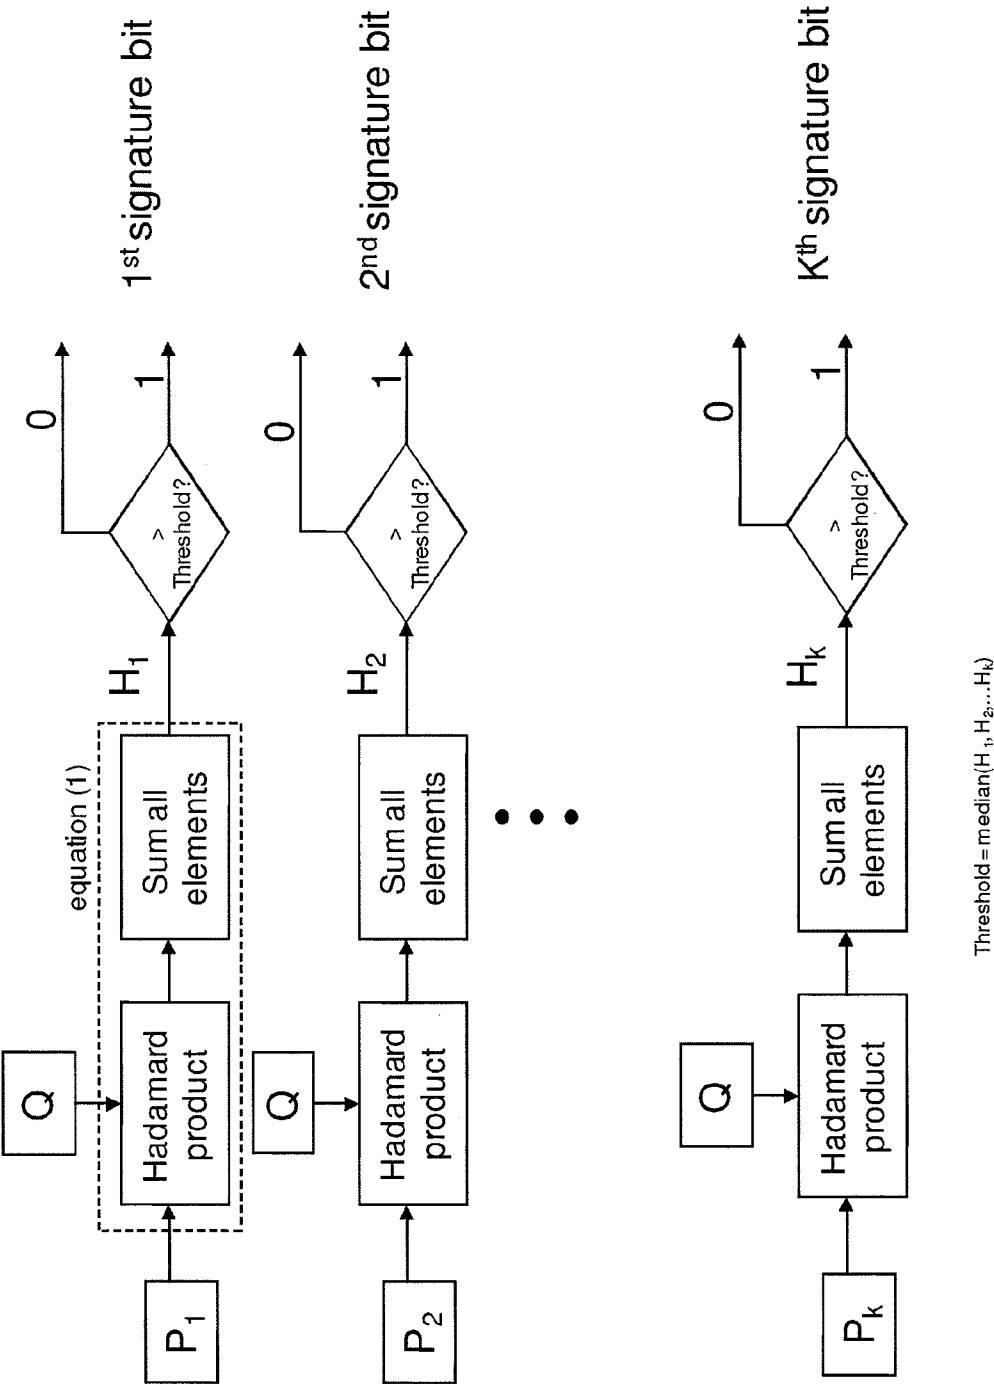 equation (1)
Q
P1
Hadamard
product
Sum all
elements
H1
>
Threshold?
0
1
1st signature bit
Q
P2
Hadamard
product
Sum all
elements
H2
>
Threshold?
0
1
2nd signature bit
Q
Pk
Hadamard
product
Sum all
elements
Hk
>
Threshold?
0
1
Kth signature bit
Threshold = median(H1, H2,...Hk)